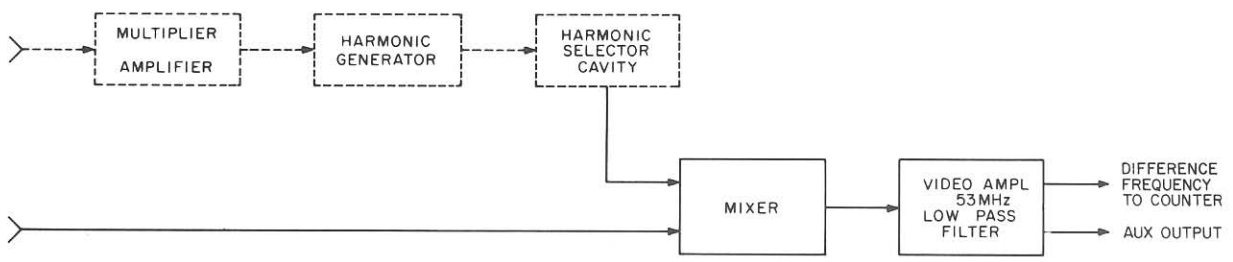 MULTIPLIER
AMPLIFIER
HARMONIC
GENERATOR
HARMONIC
SELECTOR
CAVITY
MIXER
VIDEO AMPL
53MHz
LOW PASS
FILTER
DIFFERENCE
FREQUENCY
TO COUNTER
AUX OUTPUT